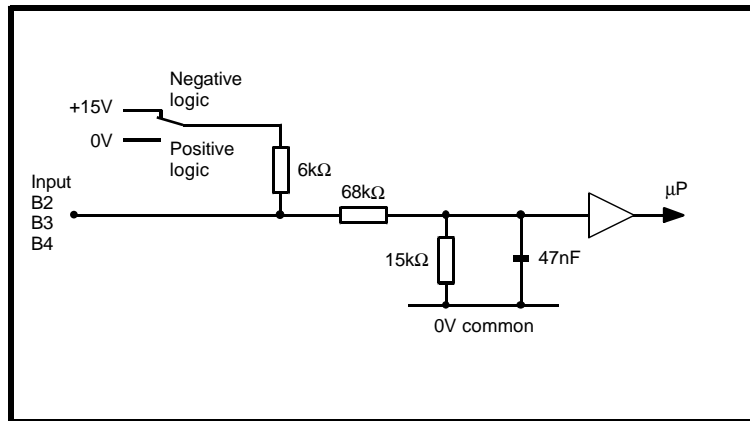 Negative
logic
+15V
0V
Positive
logic
6kΩ
Input
B2
B3
B4
68kΩ
µP
15kΩ
47nF
0V common